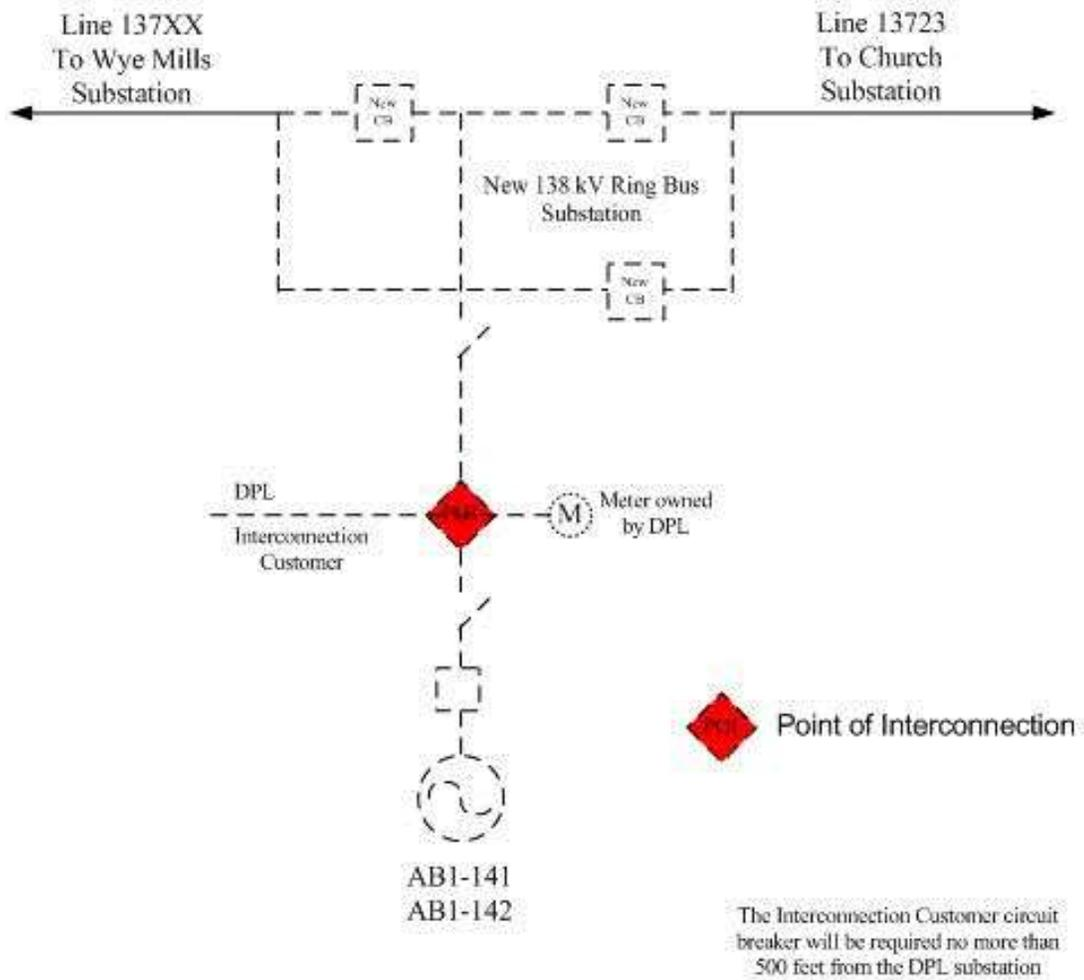 Line 137XX
To Wye Mills
Substation
Line 13723
To Church
Substation
New
CB
New
CB
New 138 kV Ring Bus
Substation
New
CB
DPL
Interconnection
Customer
M
Meter owned
by DPL
POI
Point of Interconnection
AB1-141
AB1-142
The Interconnection Customer circuit
breaker will be required no more than
500 feet from the DPL substation